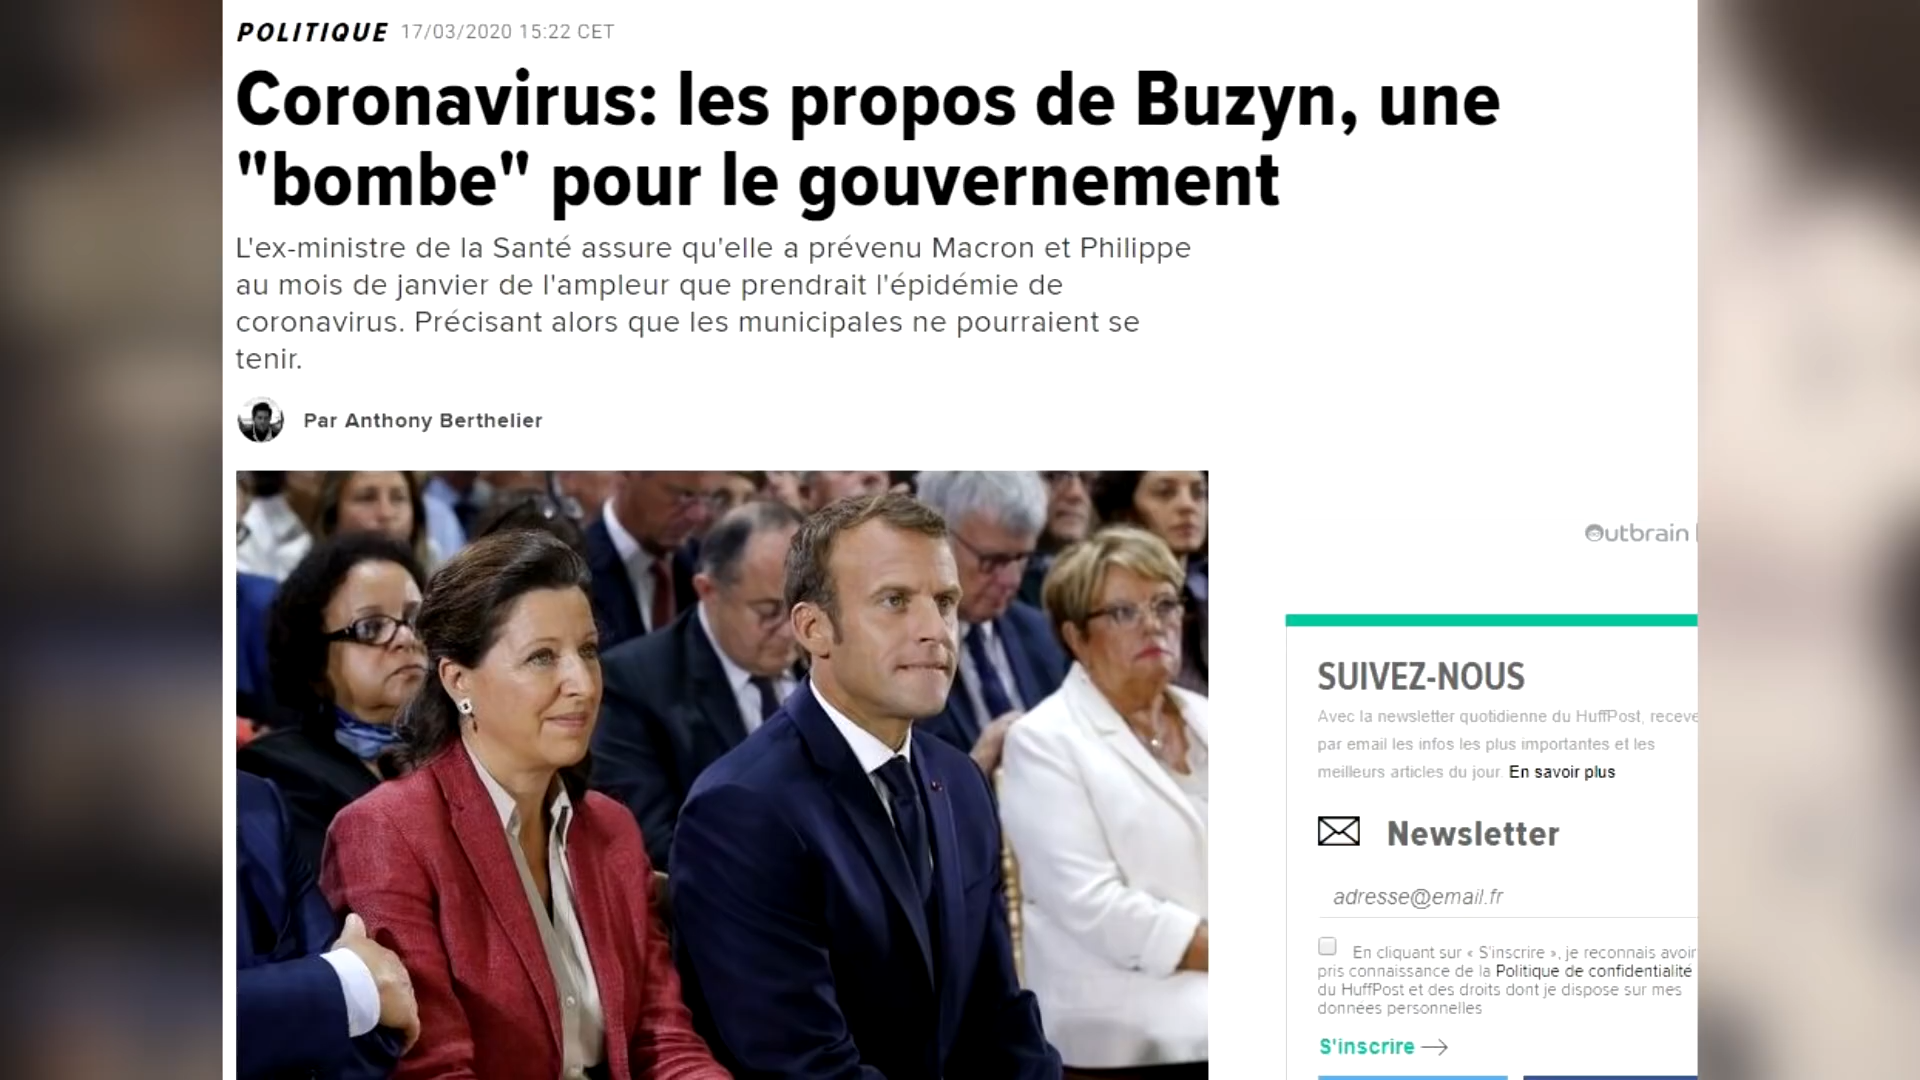 POLITIQUE 17/03/2020 15:22 CET
Coronavirus: les propos de Buzyn, une
"bombe" pour le gouvernement
L'ex-ministre de la Santé assure qu'elle a prévenu Macron et Philippe
au mois de janvier de l'ampleur que prendrait l'épidémie de
coronavirus. Précisant alors que les municipales ne pourraient se
tenir.
Par Anthony Berthelier
Outbrain
SUIVEZ-NOUS
Avec la newsletter quotidienne du HuffPost, receve
par email les infos les plus importantes et les
meilleurs articles du jour. En savoir plus
Newsletter
adresse@email.fr
En cliquant sur « S'inscrire », je reconnais avoir
pris connaissance de la Politique de confidentialité
du HuffPost et des droits dont je dispose sur mes
données personnelles
S'inscrire